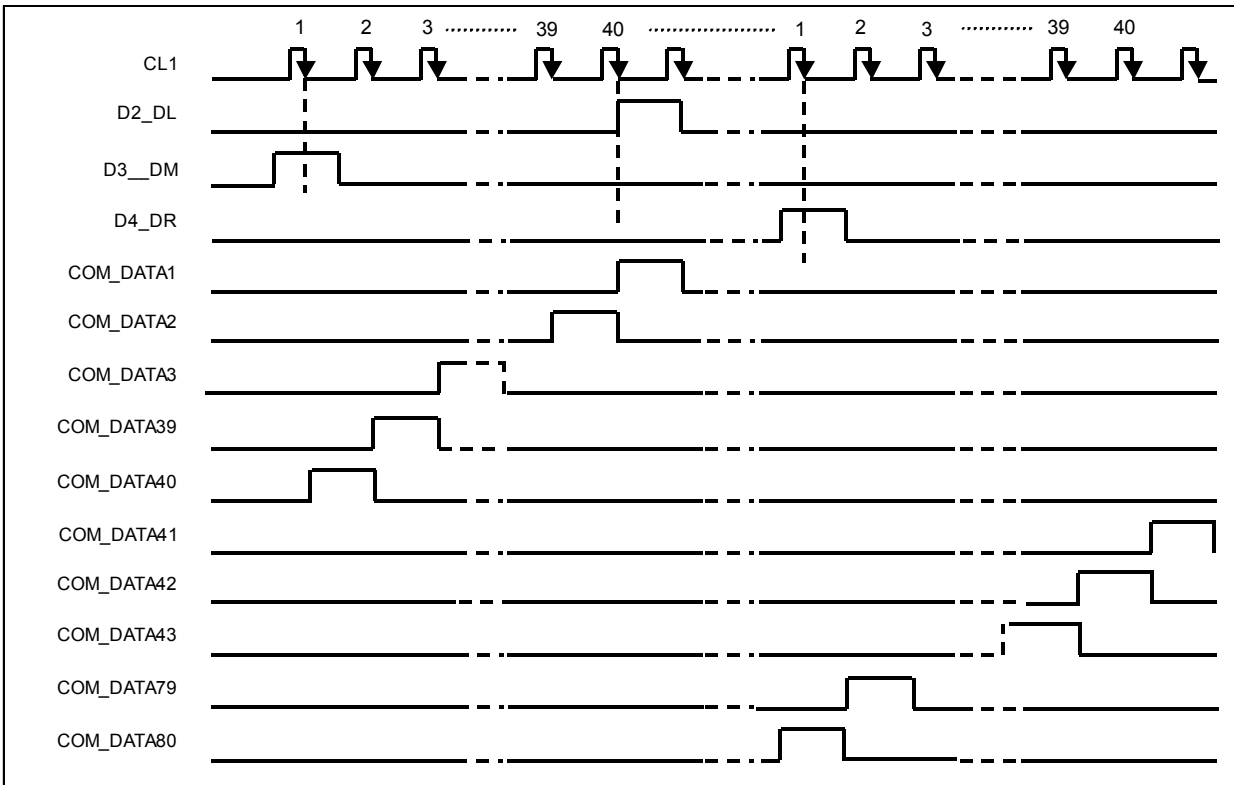 1 2 3 39 40 1 2 3 39 40
CL1
D2_DL
D3__DM
D4_DR
COM_DATA1
COM_DATA2
COM_DATA3
COM_DATA39
COM_DATA40
COM_DATA41
COM_DATA42
COM_DATA43
COM_DATA79
COM_DATA80